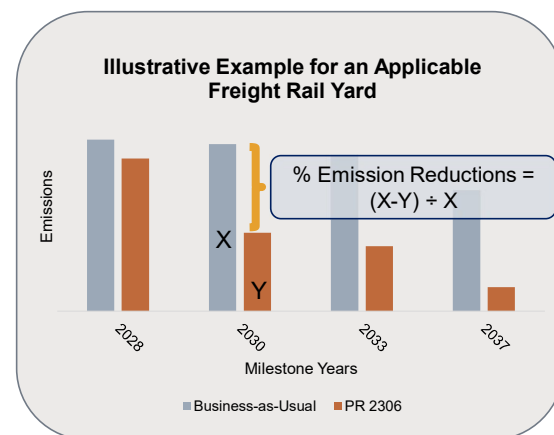 Illustrative Example for an Applicable
Freight Rail Yard
% Emission Reductions =
(X-Y) ÷ X
Emissions
X
Y
2028
2030
2033
2037
Milestone Years
Business-as-Usual
PR 2306